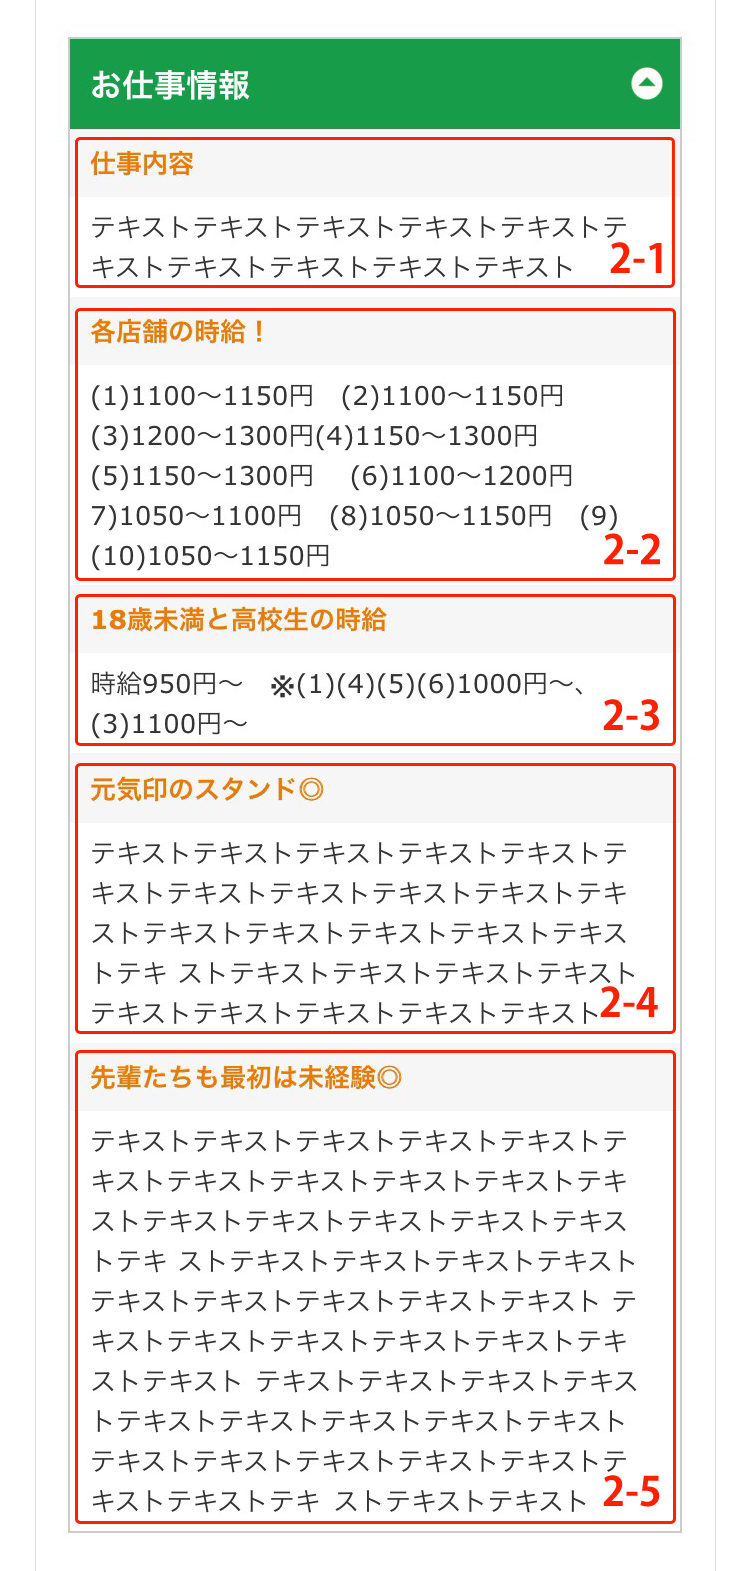 お仕事情報
仕事内容
テキストテキストテキストテキストテキストテ
キストテキストテキストテキストテキスト
2-1
各店舗の時給！
(1)1100〜1150円　(2)1100〜1150円
(3)1200〜1300円(4)1150〜1300円
(5)1150〜1300円　 (6)1100〜1200円
7)1050〜1100円　(8)1050〜1150円　(9)
(10)1050〜1150円
2-2
18歳未満と高校生の時給
時給950円〜　※(1)(4)(5)(6)1000円〜、
(3)1100円〜
2-3
元気印のスタンド◎
テキストテキストテキストテキストテキストテ
キストテキストテキストテキストテキストテキ
ストテキストテキストテキストテキストテキス
トテキ ストテキストテキストテキストテキスト
テキストテキストテキストテキストテキスト
2-4
先輩たちも最初は未経験◎
テキストテキストテキストテキストテキストテ
キストテキストテキストテキストテキストテキ
ストテキストテキストテキストテキストテキス
トテキ ストテキストテキストテキストテキスト
テキストテキストテキストテキストテキスト テ
キストテキストテキストテキストテキストテキ
ストテキスト テキストテキストテキストテキス
トテキストテキストテキストテキストテキスト
テキストテキストテキストテキストテキストテ
キストテキストテキ ストテキストテキスト
2-5